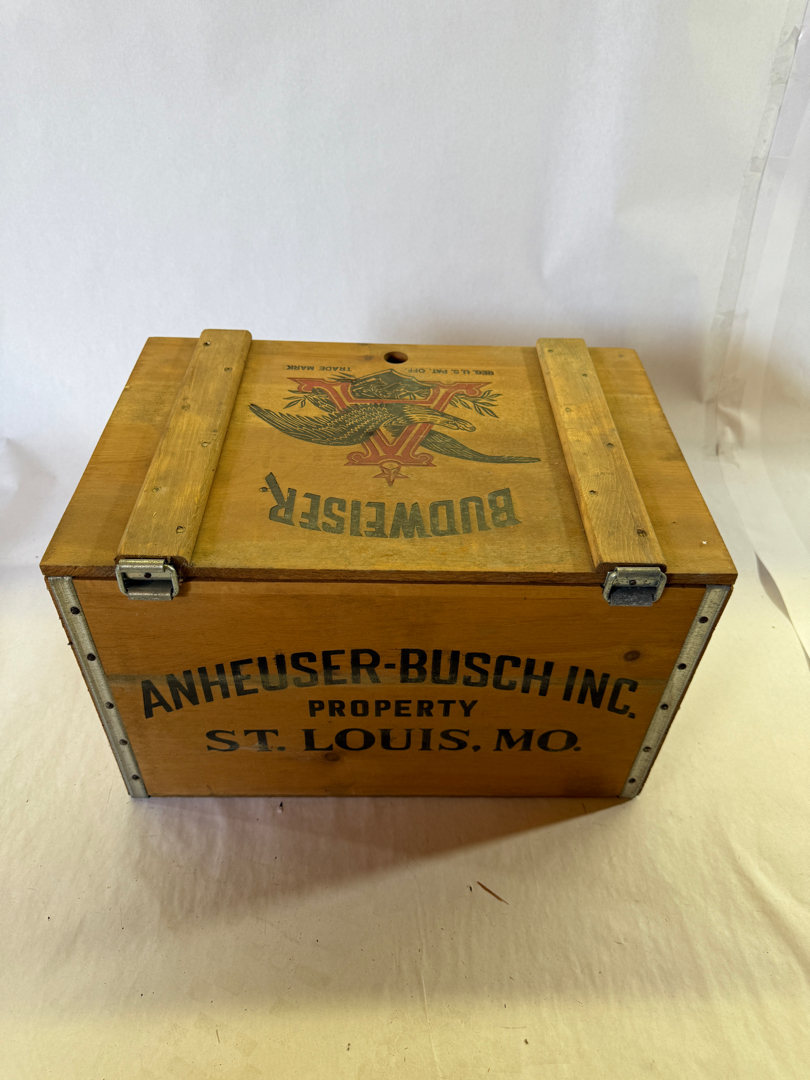 REG. U.S. PAT. OFF. TRADE MARK.
BUDWEISER
ANHEUSER-BUSCH INC.
PROPERTY
ST. LOUIS, MO.